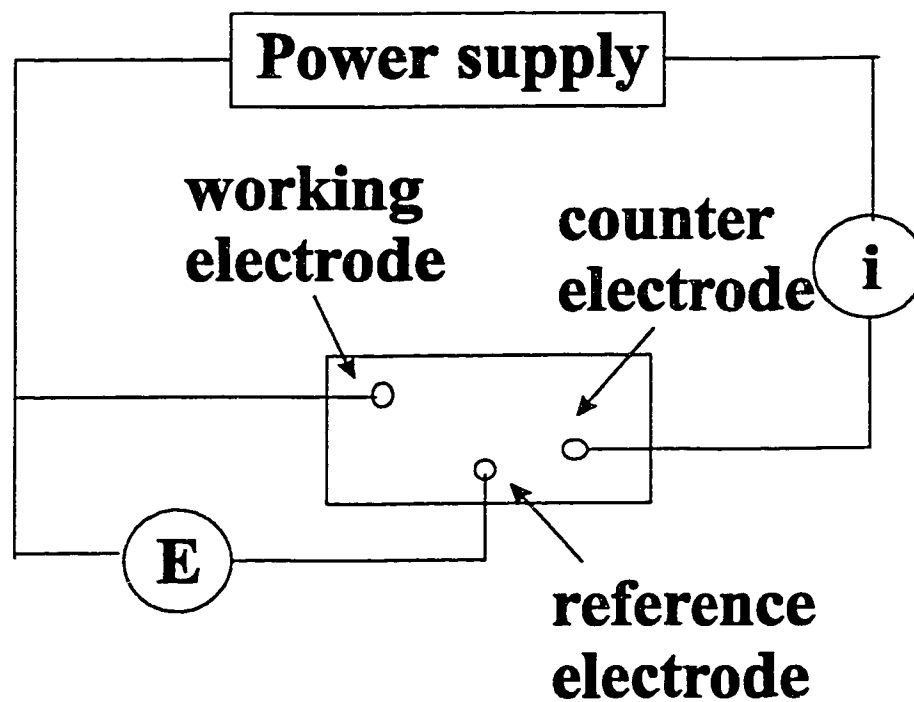 Power supply
working
electrode
counter
electrode
i
E
reference
electrode